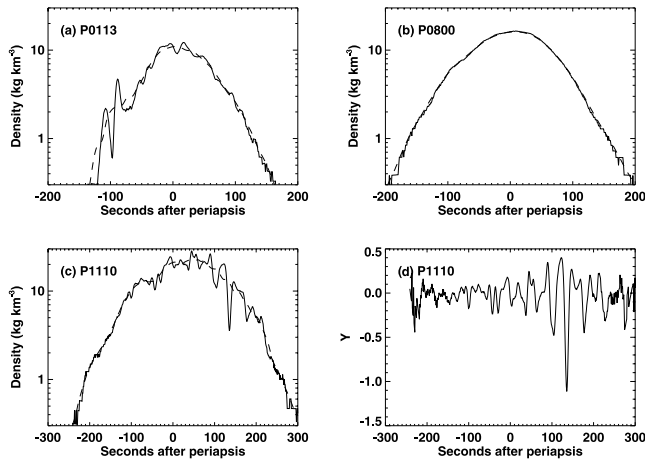 (a) P0113
10
1
Density (kg km⁻³)
-200 -100 0 100 200
Seconds after periapsis
(b) P0800
10
1
Density (kg km⁻³)
-200 -100 0 100 200
Seconds after periapsis
(c) P1110
10
1
Density (kg km⁻³)
-300 -200 -100 0 100 200 300
Seconds after periapsis
(d) P1110
0.5
0.0
-0.5
-1.0
-1.5
Y
-300 -200 -100 0 100 200 300
Seconds after periapsis